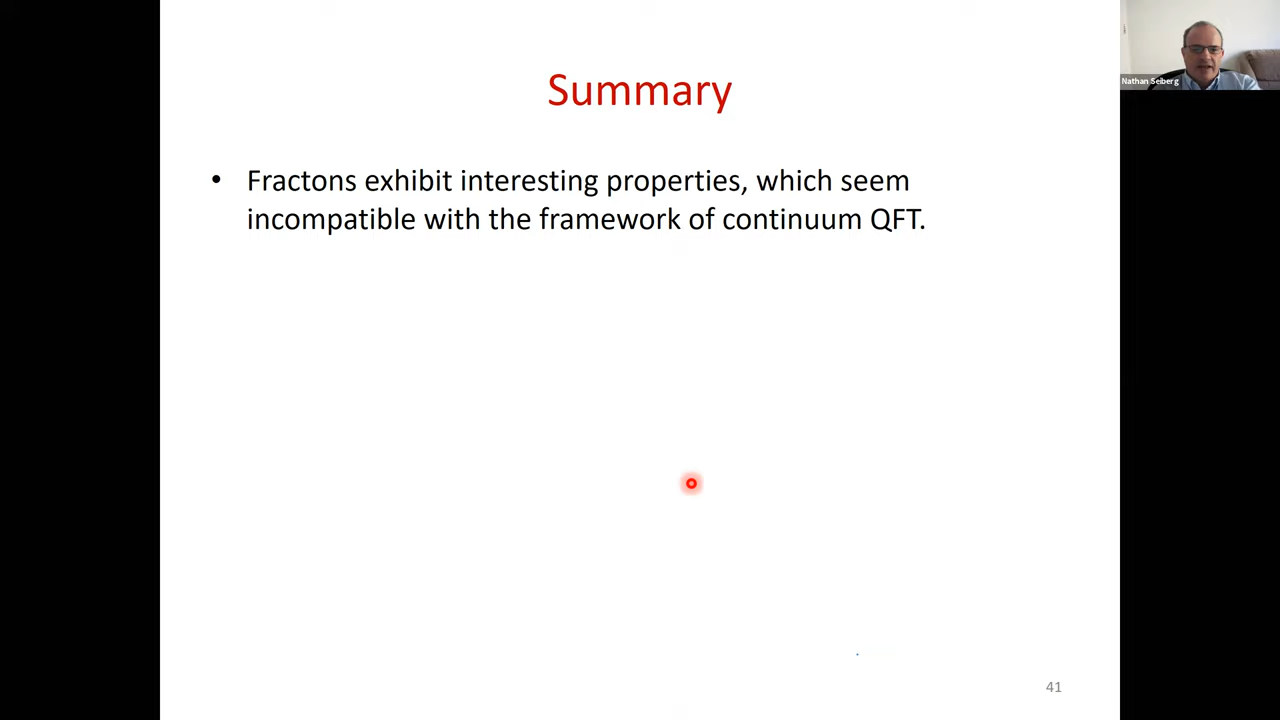 Summary
• Fractons exhibit interesting properties, which seem
incompatible with the framework of continuum QFT.
Nathan Seiberg
41